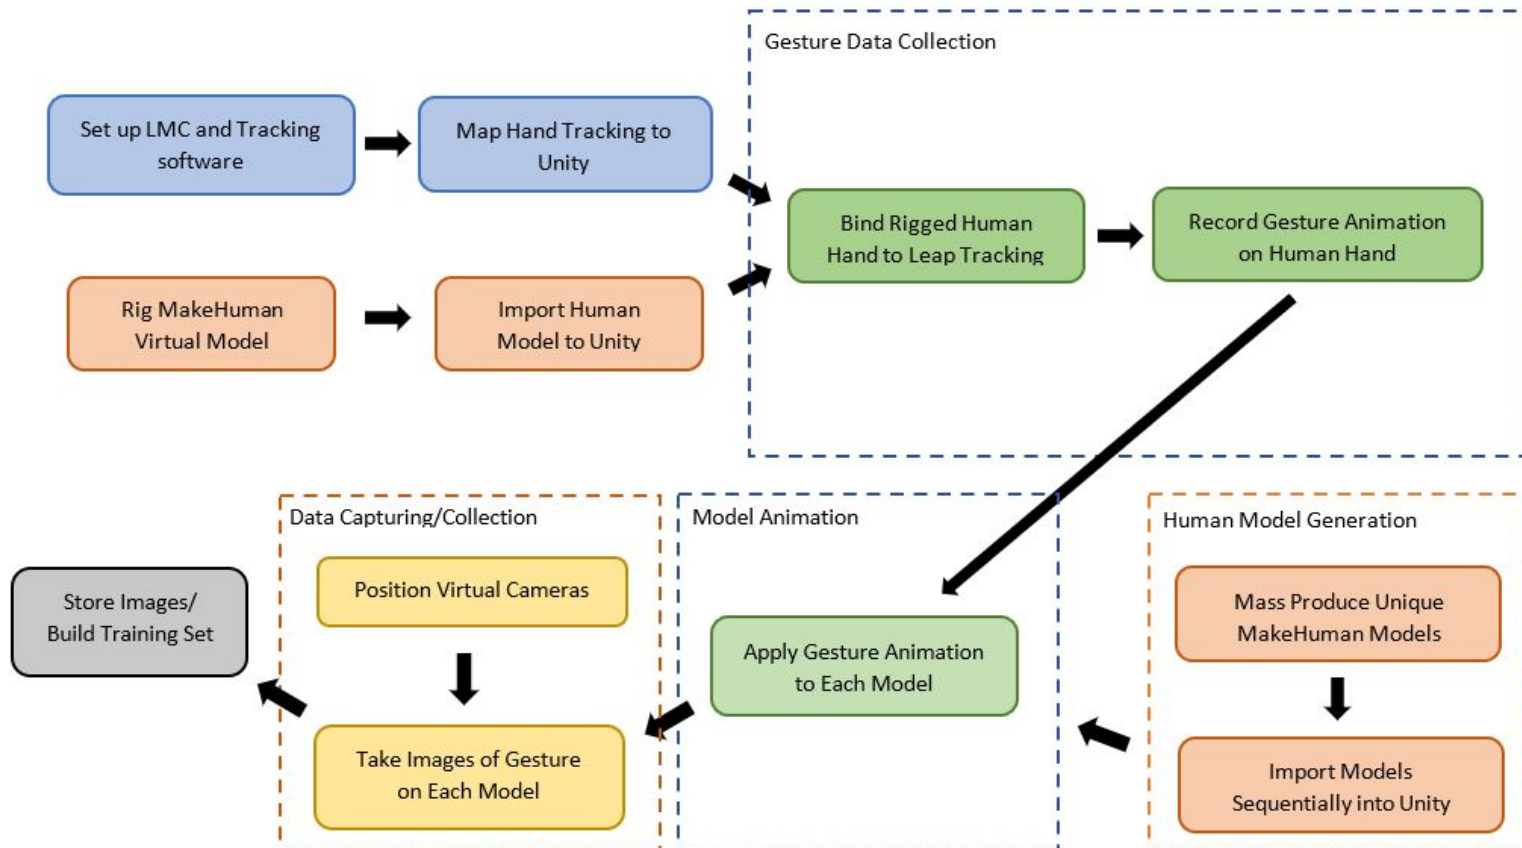 Gesture Data Collection
Set up LMC and Tracking
software
Map Hand Tracking to
Unity
Bind Rigged Human
Hand to Leap Tracking
Record Gesture Animation
on Human Hand
Rig MakeHuman
Virtual Model
Import Human
Model to Unity
Data Capturing/Collection
Model Animation
Human Model Generation
Store Images/
Build Training Set
Position Virtual Cameras
Take Images of Gesture
on Each Model
Apply Gesture Animation
to Each Model
Mass Produce Unique
MakeHuman Models
Import Models
Sequentially into Unity